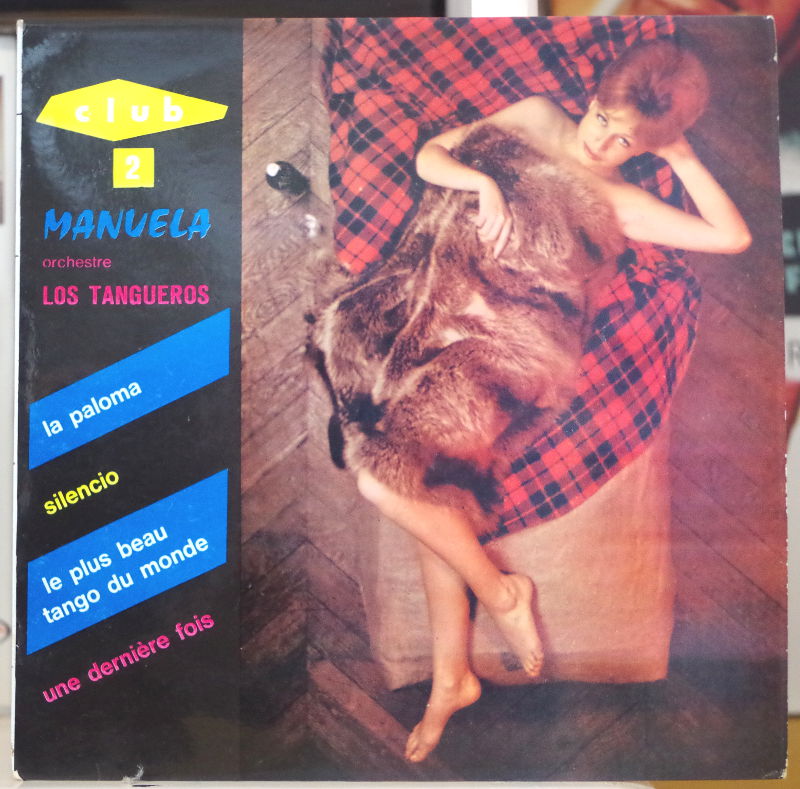 club
2
MANUELA
orchestre
LOS TANGUEROS
la paloma
silencio
le plus beau
tango du monde
une dernière fois